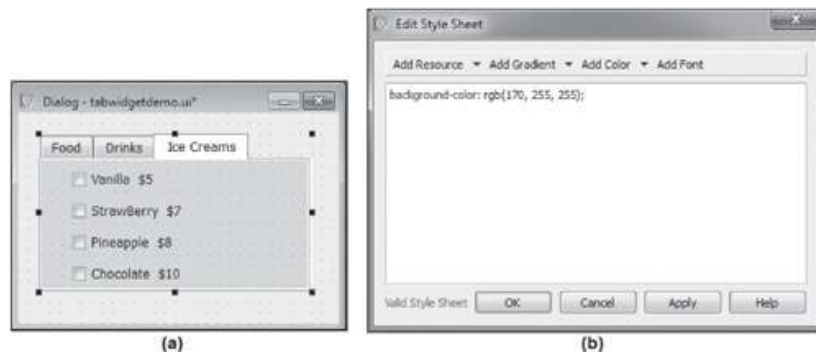 Dialog - tabwidgetdemo.ui*
Food Drinks Ice Creams
Vanilla $5
StrawBerry $7
Pineapple $8
Chocolate $10
(a)
Edit Style Sheet
Add Resource Add Gradient Add Color Add Font
background-color: rgb(170, 255, 255);
Valid Style Sheet OK Cancel Apply Help
(b)